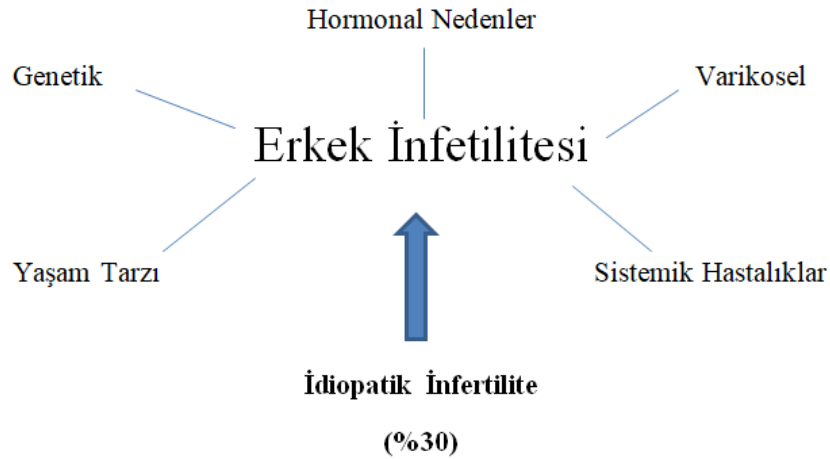 Hormonal Nedenler
Genetik
Varikosel
Erkek İnfetilitesi
Yaşam Tarzı
Sistemik Hastalıklar
İdiopatik İnfertilite
(%30)